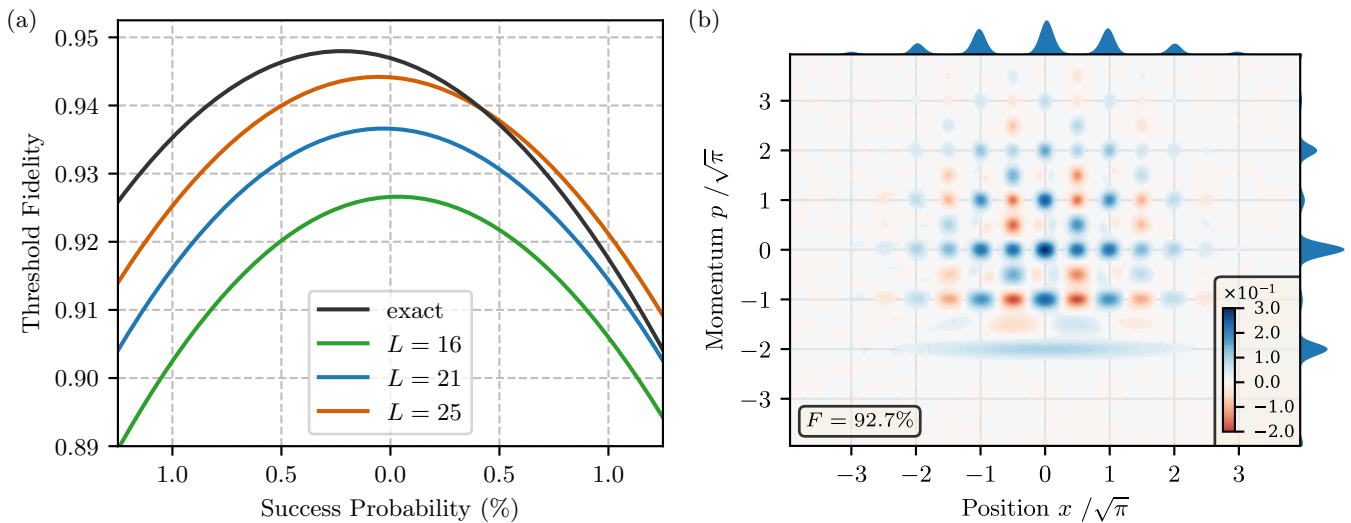 (a)
0.95
0.94
0.93
0.92
0.91
0.90
0.89
Threshold Fidelity
exact
L = 16
L = 21
L = 25
1.0 0.5 0.0 0.5 1.0
Success Probability (%)
(b)
3
2
1
0
−1
−2
−3
Momentum p /√π
F = 92.7%
×10⁻¹
3.0
2.0
1.0
0.0
−1.0
−2.0
−3 −2 −1 0 1 2 3
Position x /√π